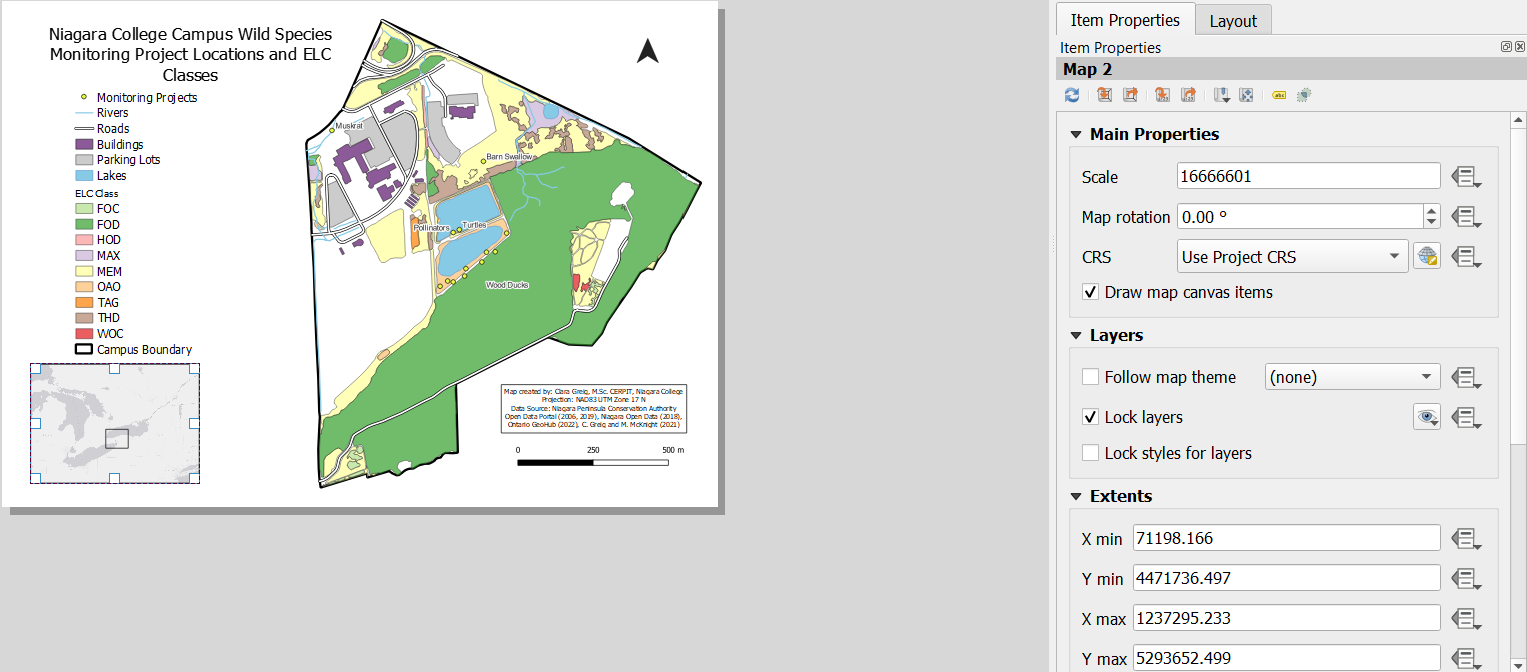 Niagara College Campus Wild Species
Monitoring Project Locations and ELC
Classes
Monitoring Projects
Rivers
Roads
Buildings
Parking Lots
Lakes
ELC Class
FOC
FOD
HOD
MAX
MEM
OAO
TAG
THD
WOC
Campus Boundary
Muskrat
Barn Swallow
Pollinators
Turtles
Wood Ducks
Map created by: Clara Greig, M.Sc. CERPIT, Niagara College
Projection: NAD83 UTM Zone 17 N
Data Source: Niagara Peninsula Conservation Authority
Open Data Portal (2006, 2019), Niagara Open Data (2018),
Ontario GeoHub (2022), C. Greig and M. McKnight (2021)
0 250 500 m
Item Properties Layout
Item Properties
Map 2
abc
Main Properties
Scale 16666601
Map rotation 0.00 °
CRS Use Project CRS
Draw map canvas items
Layers
Follow map theme (none)
Lock layers
Lock styles for layers
Extents
X min 71198.166
Y min 4471736.497
X max 1237295.233
Y max 5293652.499